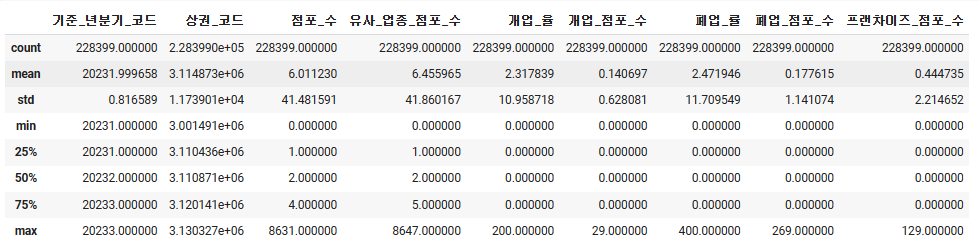 기준_년분기_코드 상권_코드 점포_수 유사_업종_점포_수 개업_율 개업_점포_수 폐업_률 폐업_점포_수 프랜차이즈_점포_수
count 228399.000000 2.283990e+05 228399.000000 228399.000000 228399.000000 228399.000000 228399.000000 228399.000000 228399.000000
mean 20231.999658 3.114873e+06 6.011230 6.455965 2.317839 0.140697 2.471946 0.177615 0.444735
std 0.816589 1.173901e+04 41.481591 41.860167 10.958718 0.628081 11.709549 1.141074 2.214652
min 20231.000000 3.001491e+06 0.000000 0.000000 0.000000 0.000000 0.000000 0.000000 0.000000
25% 20231.000000 3.110436e+06 1.000000 1.000000 0.000000 0.000000 0.000000 0.000000 0.000000
50% 20232.000000 3.110871e+06 2.000000 2.000000 0.000000 0.000000 0.000000 0.000000 0.000000
75% 20233.000000 3.120141e+06 4.000000 5.000000 0.000000 0.000000 0.000000 0.000000 0.000000
max 20233.000000 3.130327e+06 8631.000000 8647.000000 200.000000 29.000000 400.000000 269.000000 129.000000